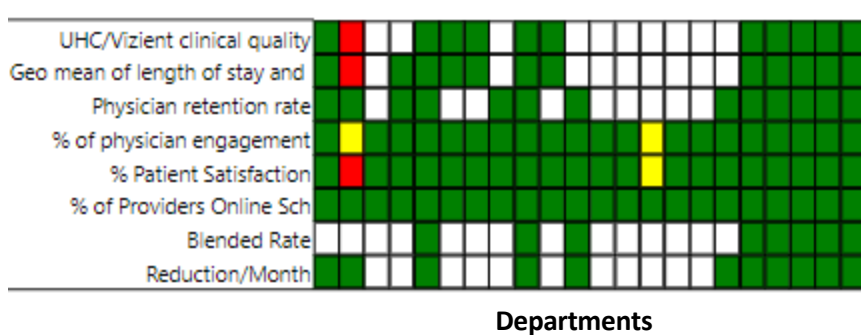 UHC/Vizient clinical quality
Geo mean of length of stay and
Physician retention rate
% of physician engagement
% Patient Satisfaction
% of Providers Online Sch
Blended Rate
Reduction/Month
Departments